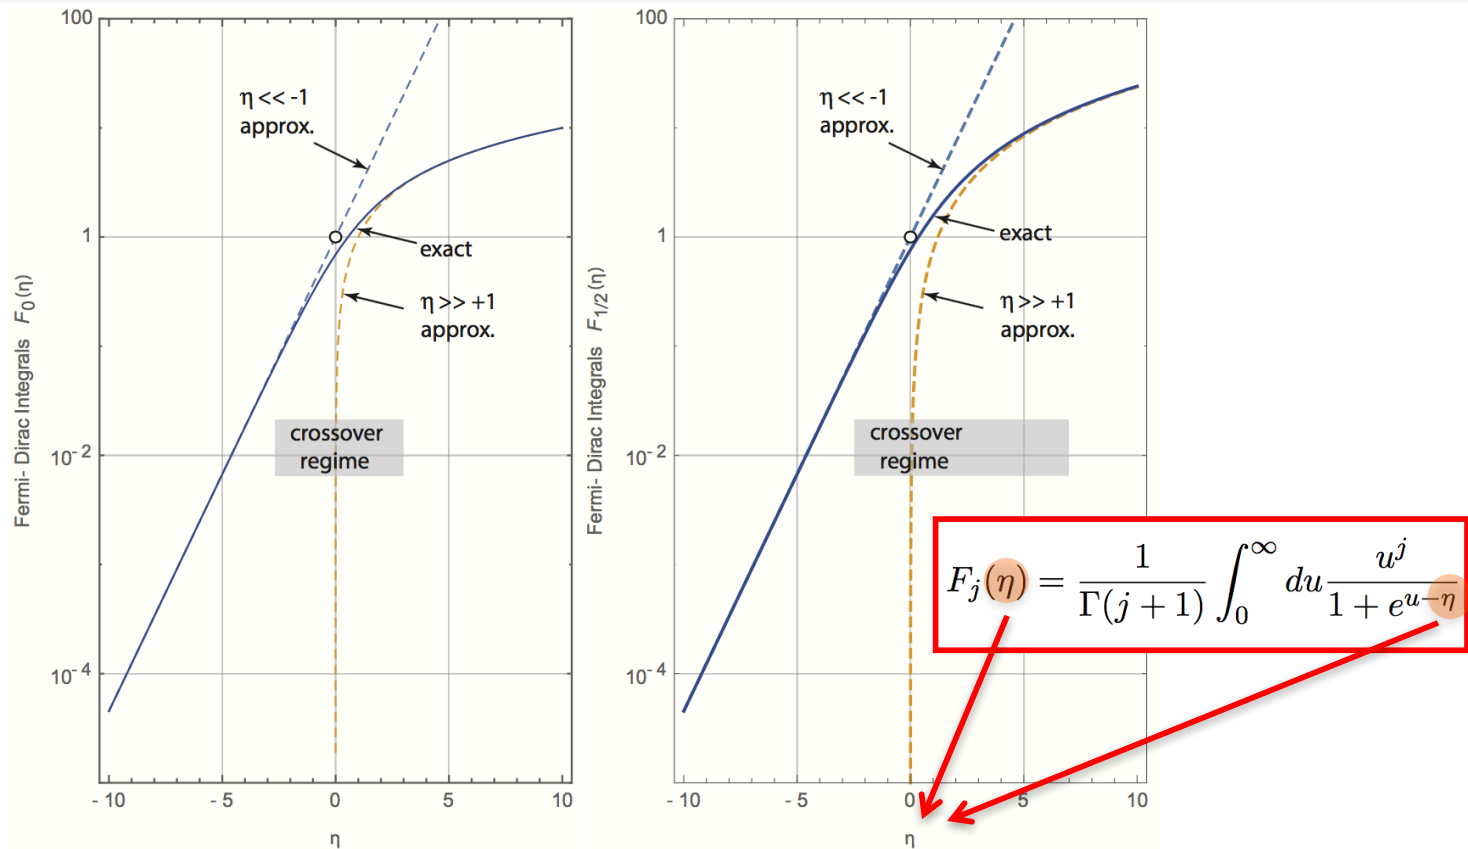 Fermi- Dirac Integrals F0(η)
100
1
10-2
10-4
η << -1
approx.
exact
η >> +1
approx.
crossover
regime
- 10
- 5
0
5
10
η
Fermi- Dirac Integrals F1/2(η)
100
1
10-2
10-4
η << -1
approx.
exact
η >> +1
approx.
crossover
regime
- 10
- 5
0
5
10
η
Fj(η) = 1/Γ(j + 1) ∫0^∞ du u^j/(1 + e^(u−η))